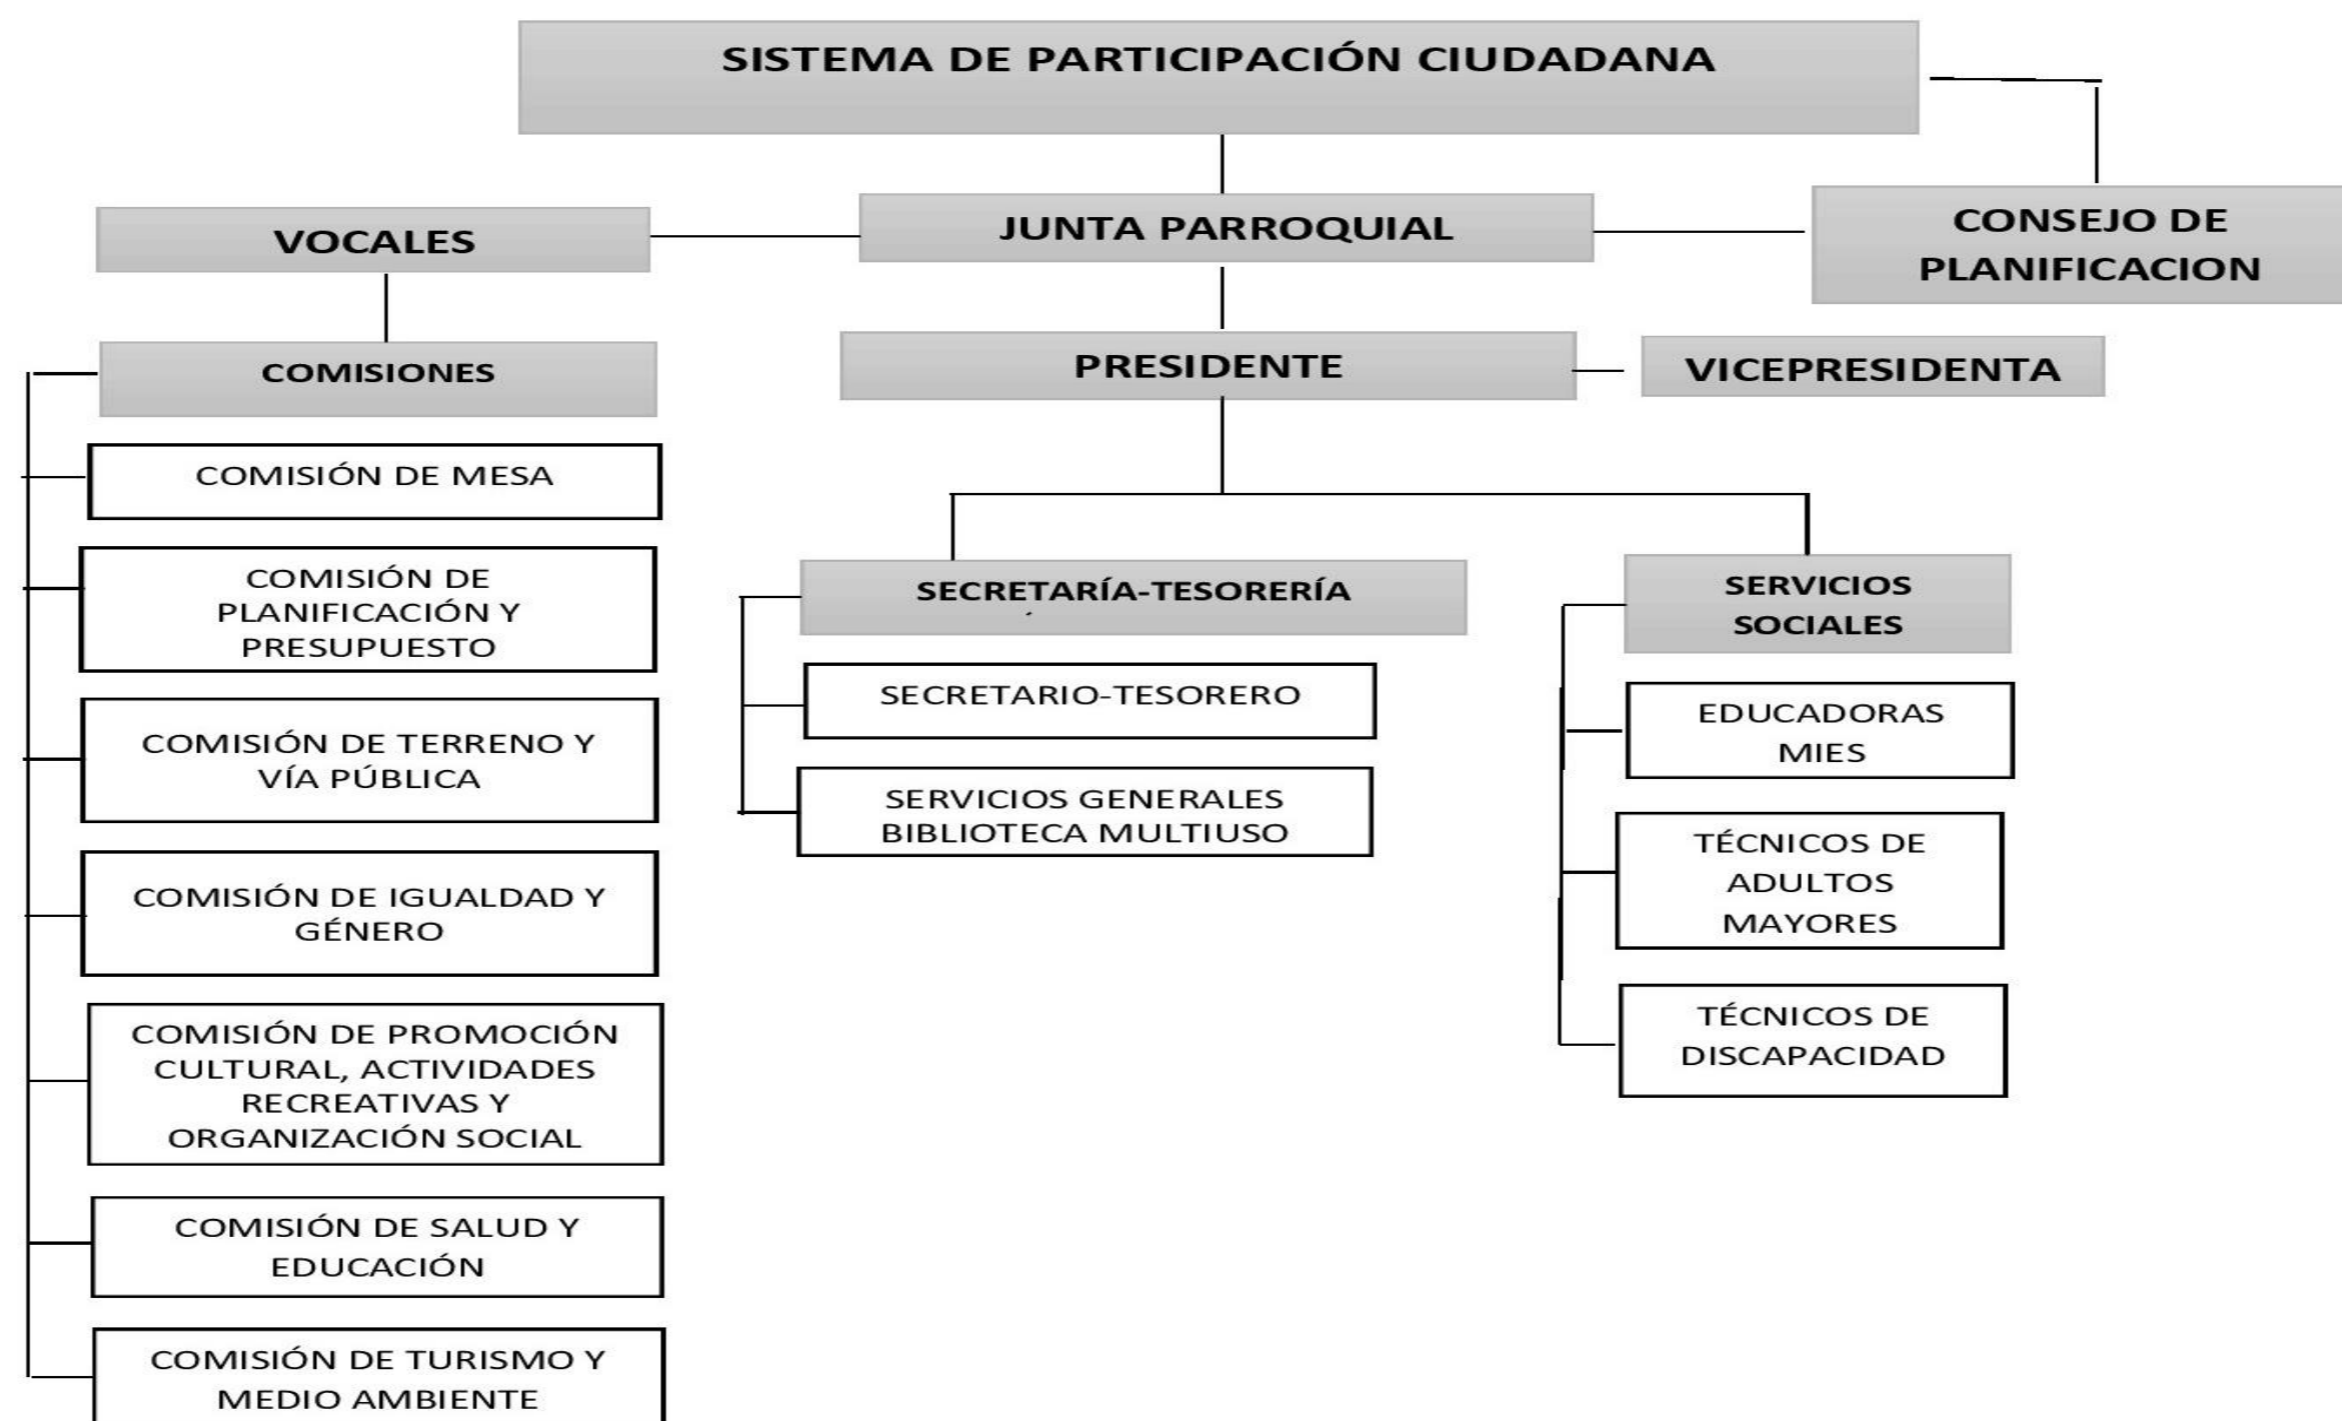 SISTEMA DE PARTICIPACIÓN CIUDADANA
VOCALES
JUNTA PARROQUIAL
CONSEJO DE
PLANIFICACION
COMISIONES
PRESIDENTE
VICEPRESIDENTA
COMISIÓN DE MESA
COMISIÓN DE
PLANIFICACIÓN Y
PRESUPUESTO
COMISIÓN DE TERRENO Y
VÍA PÚBLICA
COMISIÓN DE IGUALDAD Y
GÉNERO
COMISIÓN DE PROMOCIÓN
CULTURAL, ACTIVIDADES
RECREATIVAS Y
ORGANIZACIÓN SOCIAL
COMISIÓN DE SALUD Y
EDUCACIÓN
COMISIÓN DE TURISMO Y
MEDIO AMBIENTE
SECRETARÍA-TESORERÍA
SECRETARIO-TESORERO
SERVICIOS GENERALES
BIBLIOTECA MULTIUSO
SERVICIOS
SOCIALES
EDUCADORAS
MIES
TÉCNICOS DE
ADULTOS
MAYORES
TÉCNICOS DE
DISCAPACIDAD